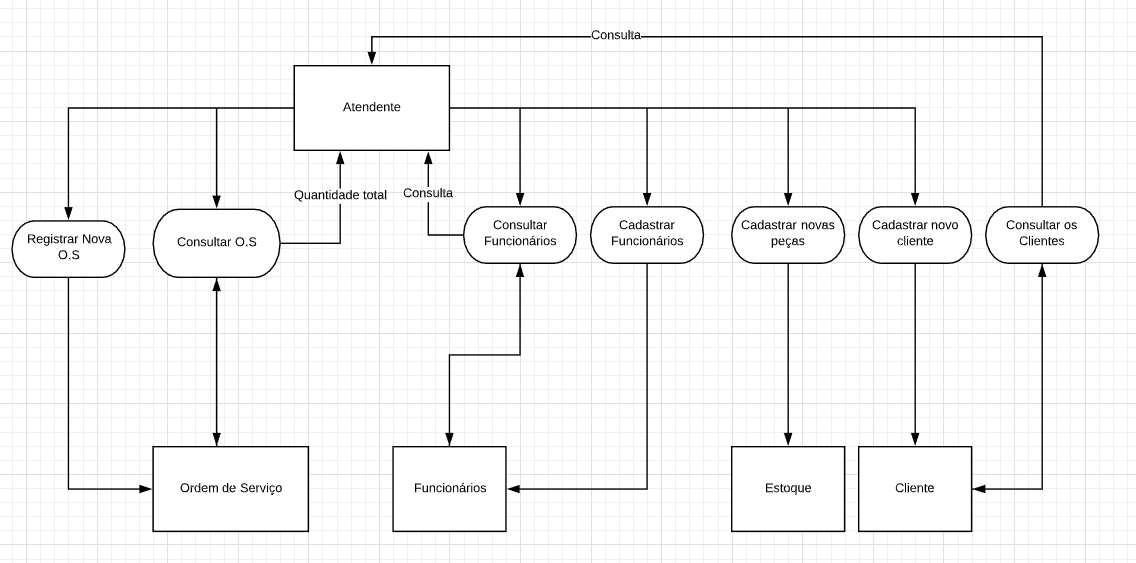 Consulta
Atendente
Quantidade total
Consulta
Registrar Nova
O.S
Consultar O.S
Consultar
Funcionários
Cadastrar
Funcionários
Cadastrar novas
peças
Cadastrar novo
cliente
Consultar os
Clientes
Ordem de Serviço
Funcionários
Estoque
Cliente